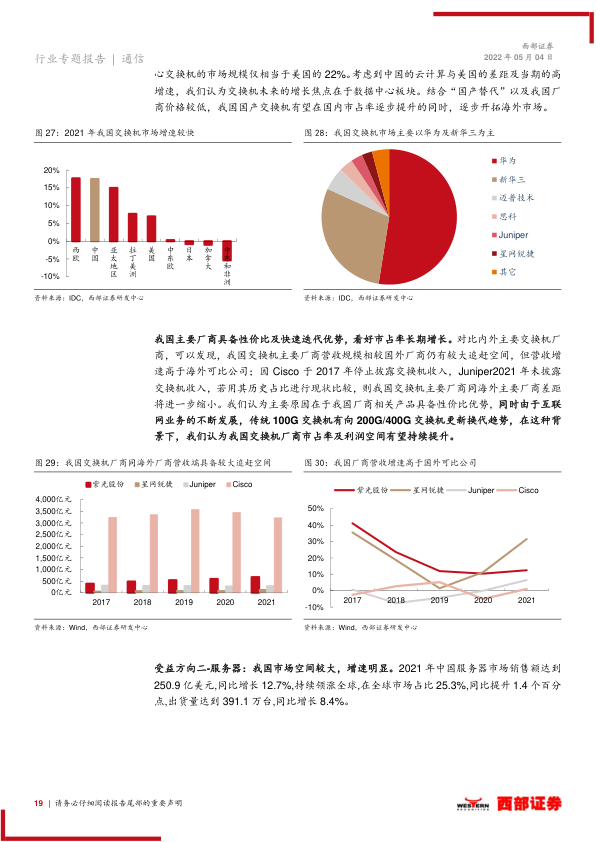 西部证券
行业专题报告 | 通信
2022 年 05 月 04 日
心交换机的市场规模仅相当于美国的 22%。考虑到中国的云计算与美国的差距及当期的高
增速，我们认为交换机未来的增长焦点在于数据中心板块。结合“国产替代”以及我国厂
商价格较低，我国国产交换机有望在国内市占率逐步提升的同时，逐步开拓海外市场。
图 27：2021 年我国交换机市场增速较快
20%
15%
10%
5%
0%
-5%
-10%
西欧
中国
亚太地区
拉丁美洲
美国
中东欧
日本
加拿大
中东和非洲
资料来源：IDC，西部证券研发中心
图 28：我国交换机市场主要以华为及新华三为主
华为
新华三
迈普技术
思科
Juniper
星网锐捷
其它
资料来源：IDC，西部证券研发中心
我国主要厂商具备性价比及快速迭代优势，看好市占率长期增长。对比内外主要交换机厂
商，可以发现，我国交换机主要厂商营收规模相较国外厂商仍有较大追赶空间，但营收增
速高于海外可比公司；因 Cisco 于 2017 年停止披露交换机收入，Juniper2021 年未披露
交换机收入，若用其历史占比进行现状比较，则我国交换机主要厂商同海外主要厂商差距
将进一步缩小。我们认为主要原因在于我国厂商相关产品具备性价比优势，同时由于互联
网业务的不断发展，传统 100G 交换机有向 200G/400G 交换机更新换代趋势，在这种背
景下，我们认为我国交换机厂商市占率及利润空间有望持续提升。
图 29：我国交换机厂商同海外厂商营收端具备较大追赶空间
紫光股份 星网锐捷 Juniper Cisco
4,000亿元
3,500亿元
3,000亿元
2,500亿元
2,000亿元
1,500亿元
1,000亿元
500亿元
0亿元
2017 2018 2019 2020 2021
资料来源：Wind，西部证券研发中心
图 30：我国厂商营收增速高于国外可比公司
紫光股份 星网锐捷 Juniper Cisco
50%
40%
30%
20%
10%
0%
-10%
2017 2018 2019 2020 2021
资料来源：Wind，西部证券研发中心
受益方向二-服务器：我国市场空间较大，增速明显。2021 年中国服务器市场销售额达到
250.9 亿美元,同比增长 12.7%,持续领涨全球,在全球市场占比 25.3%,同比提升 1.4 个百分
点,出货量达到 391.1 万台,同比增长 8.4%。
19 | 请务必仔细阅读报告尾部的重要声明
WESTERN
SECURITIES
西部证券